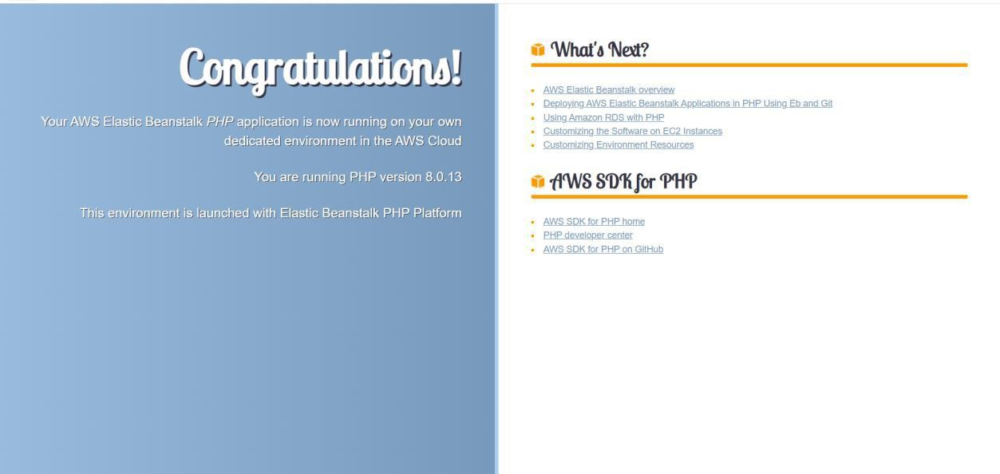 Congratulations!
Your AWS Elastic Beanstalk PHP application is now running on your own
dedicated environment in the AWS Cloud
You are running PHP version 8.0.13
This environment is launched with Elastic Beanstalk PHP Platform
What's Next?
AWS Elastic Beanstalk overview
Deploying AWS Elastic Beanstalk Applications in PHP Using Eb and Git
Using Amazon RDS with PHP
Customizing the Software on EC2 Instances
Customizing Environment Resources
AWS SDK for PHP
AWS SDK for PHP home
PHP developer center
AWS SDK for PHP on GitHub